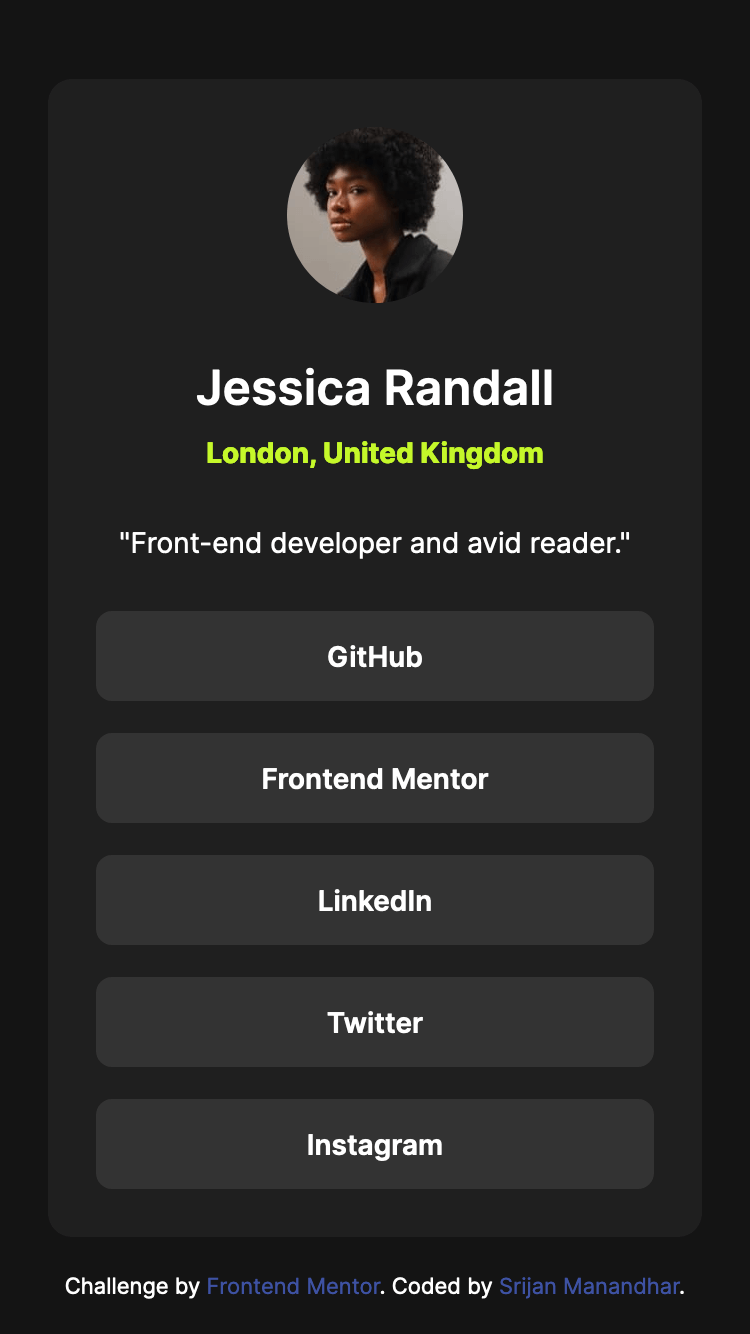 Jessica Randall
London, United Kingdom
"Front-end developer and avid reader."
GitHub
Frontend Mentor
LinkedIn
Twitter
Instagram
Challenge by Frontend Mentor. Coded by Srijan Manandhar.